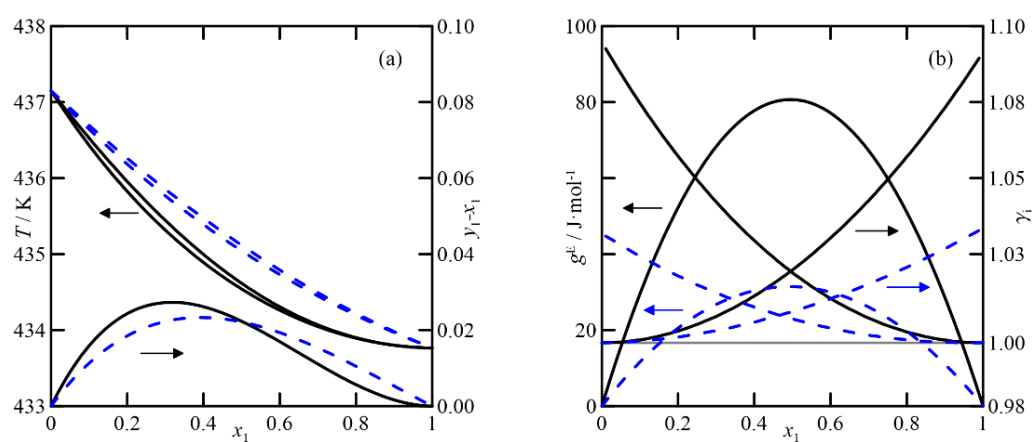 438
0.10
(a)
437
0.08
436
0.06
435
0.04
434
0.02
433
0.00
T / K
y₁-x₁
0 0.2 0.4 0.6 0.8 1
x₁
100
1.10
(b)
80
1.08
1.05
1.03
20
1.00
0
0.98
gᴱ / J·mol⁻¹
γᵢ
0 0.2 0.4 0.6 0.8 1
x₁